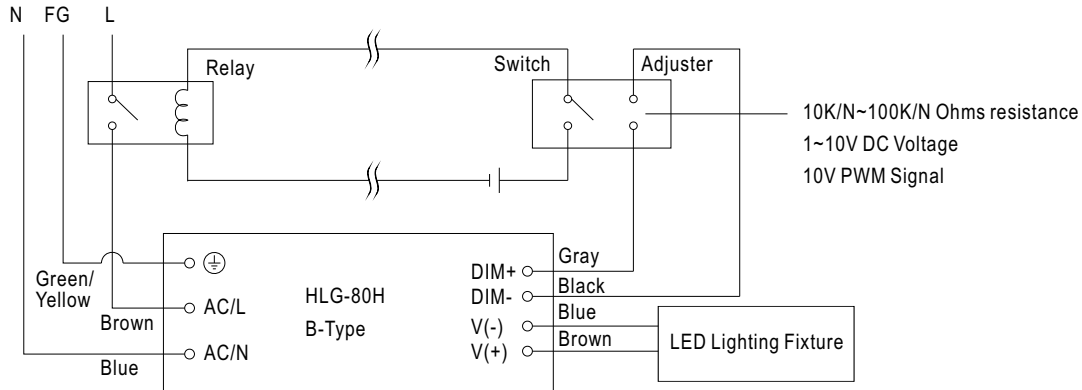 N FG L
Relay
Switch
Adjuster
10K/N~100K/N Ohms resistance
1~10V DC Voltage
10V PWM Signal
Green/
Yellow
Brown
Blue
AC/L
AC/N
HLG-80H
B-Type
DIM+
DIM-
V(-)
V(+)
Gray
Black
Blue
Brown
LED Lighting Fixture